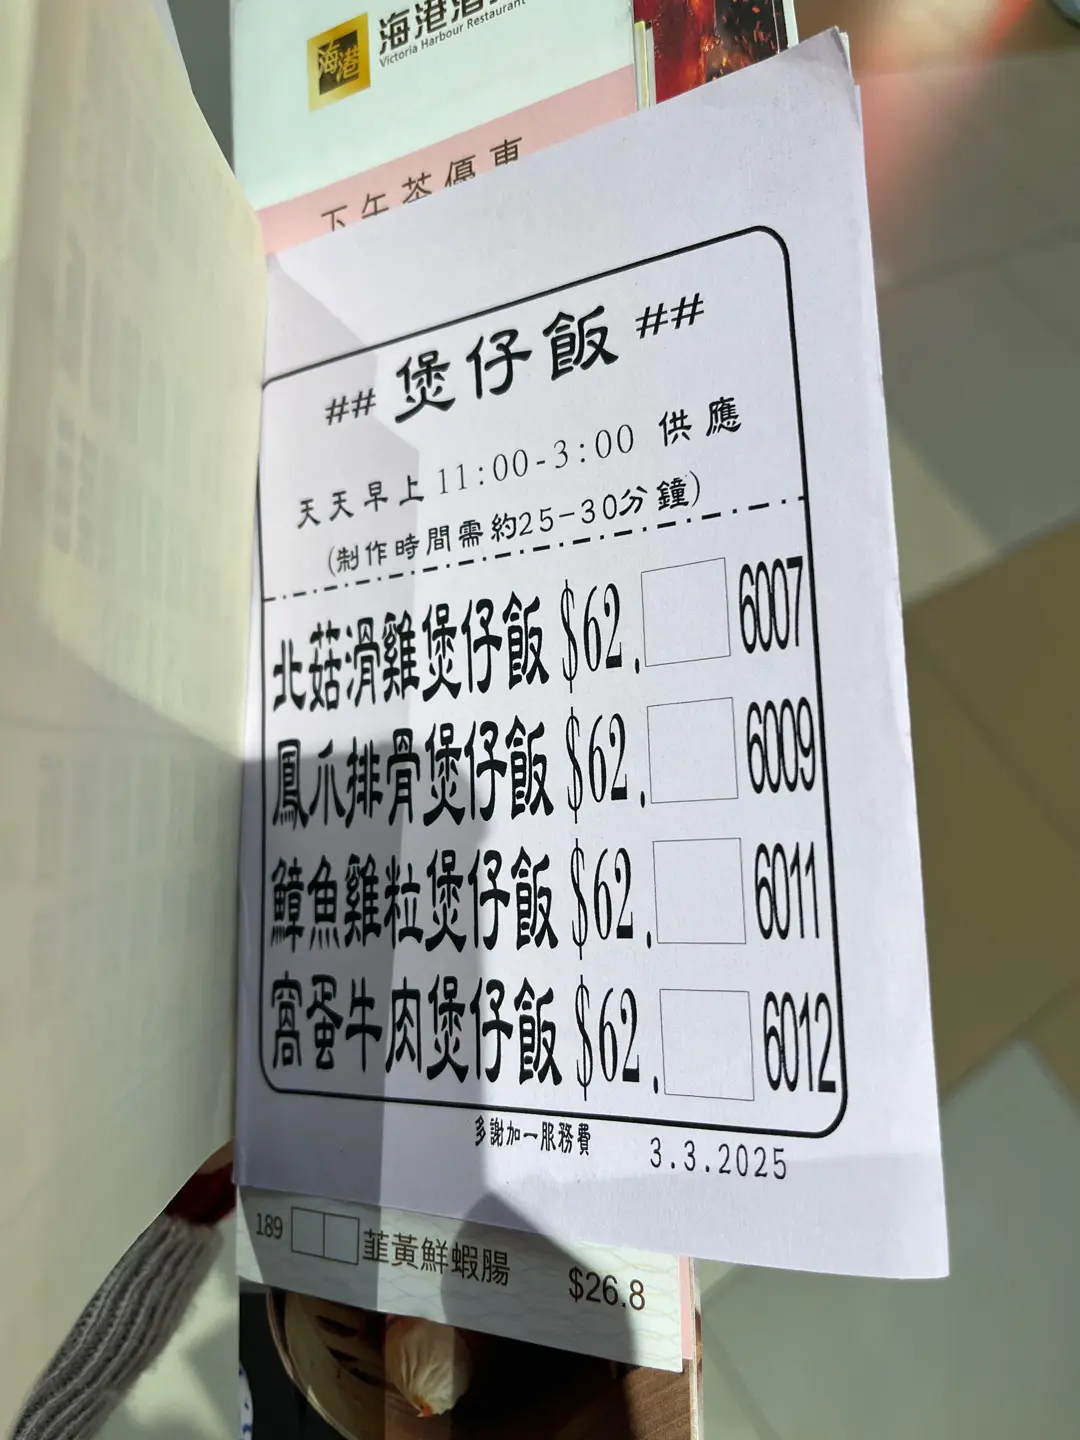 海港
海港酒
Victoria Harbour Restaurant
下午茶優惠
## 煲仔飯 ##
天天早上11:00-3:00 供應
(制作時間需約25-30分鐘)
北菇滑雞煲仔飯 $62. 6007
鳳爪排骨煲仔飯 $62. 6009
鱆魚雞粒煲仔飯 $62. 6011
窩蛋牛肉煲仔飯 $62. 6012
多謝加一服務費 3.3.2025
189 韮黃鮮蝦腸 $26.8